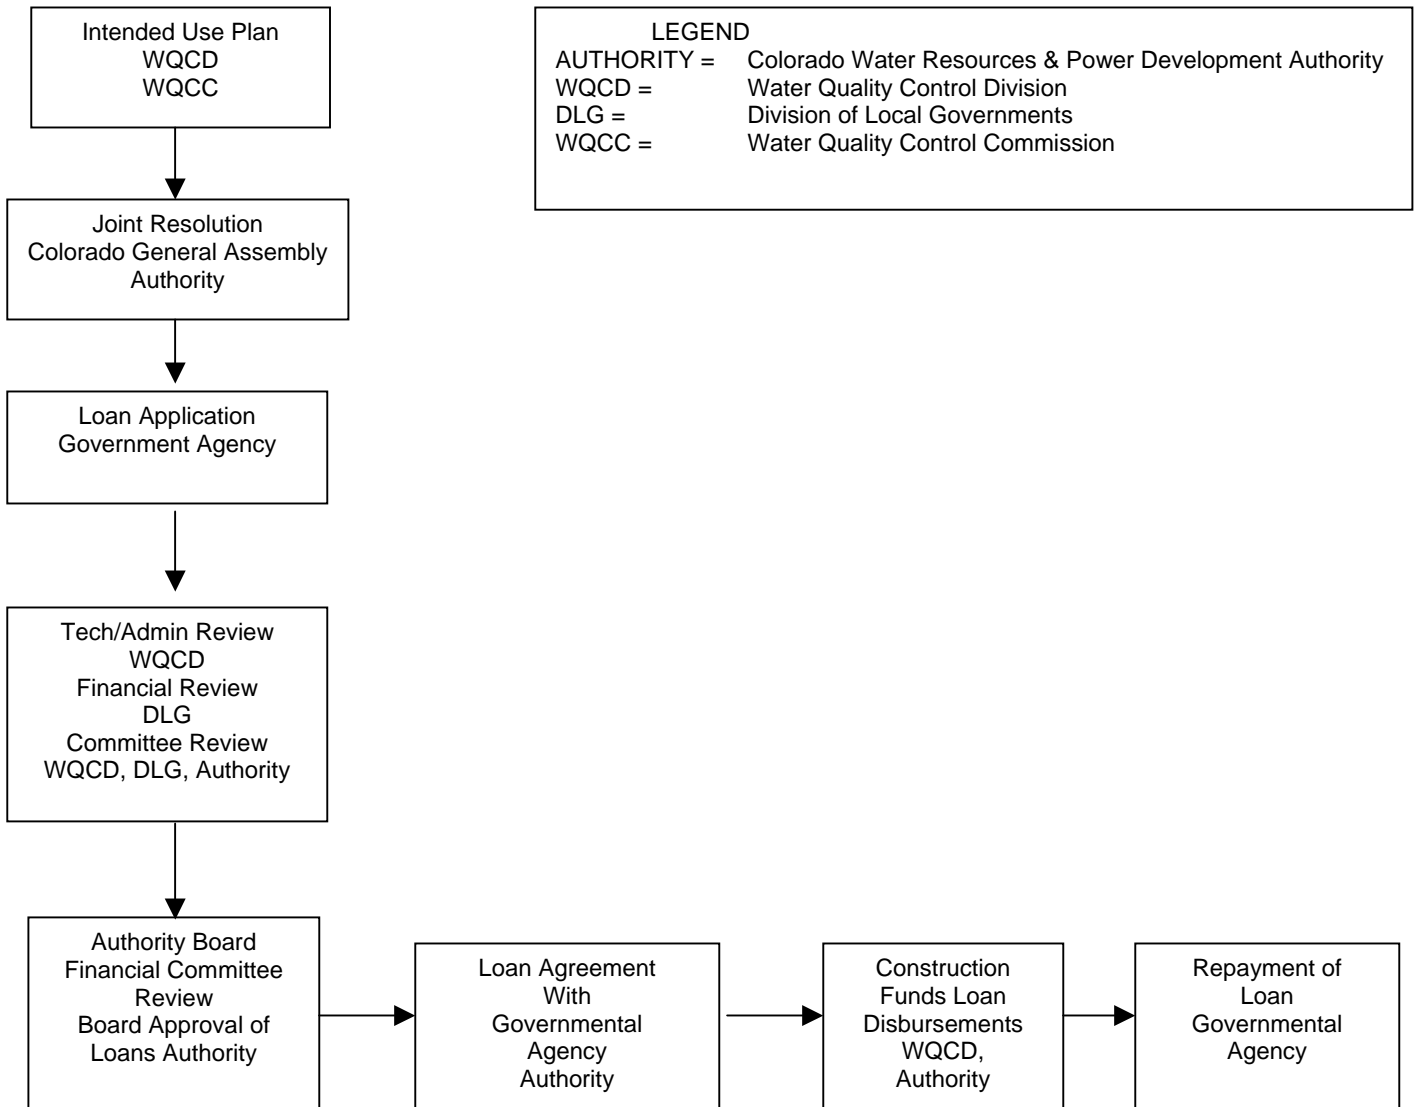 Intended Use Plan
WQCD
WQCC
LEGEND
AUTHORITY = Colorado Water Resources & Power Development Authority
WQCD = Water Quality Control Division
DLG = Division of Local Governments
WQCC = Water Quality Control Commission
Joint Resolution
Colorado General Assembly
Authority
Loan Application
Government Agency
Tech/Admin Review
WQCD
Financial Review
DLG
Committee Review
WQCD, DLG, Authority
Authority Board
Financial Committee
Review
Board Approval of
Loans Authority
Loan Agreement
With
Governmental
Agency
Authority
Construction
Funds Loan
Disbursements
WQCD,
Authority
Repayment of
Loan
Governmental
Agency